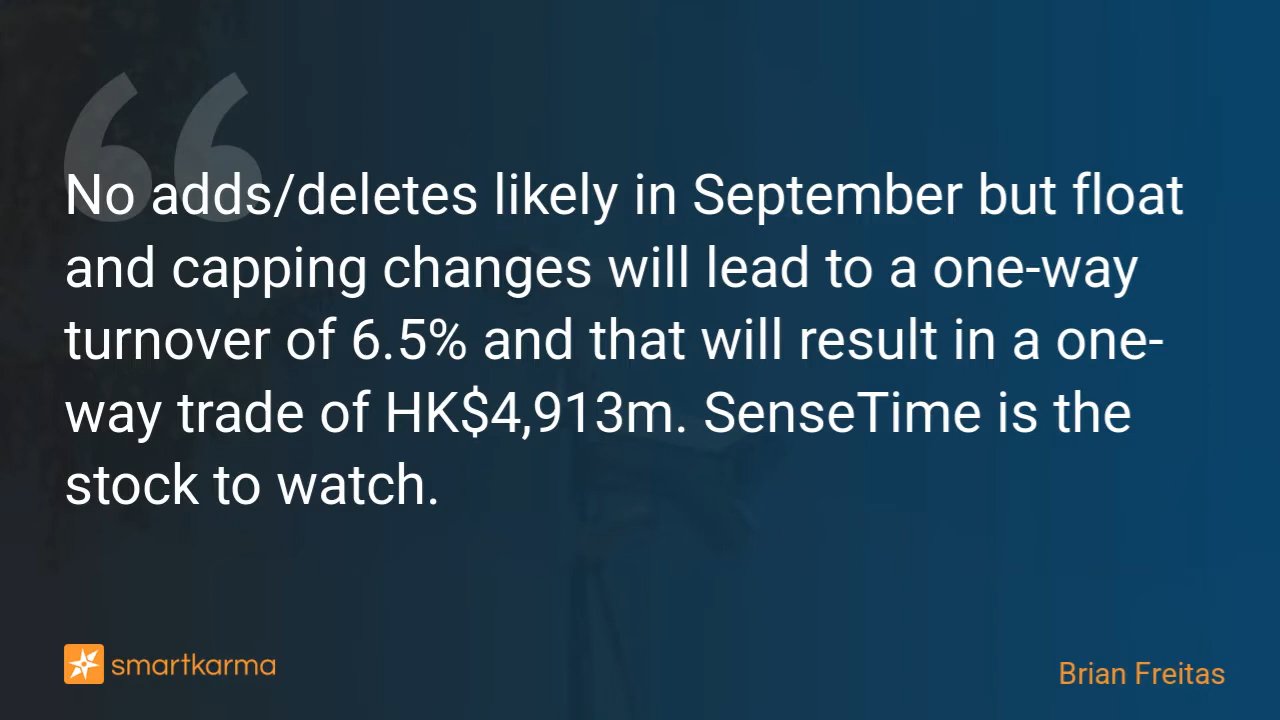 No adds/deletes likely in September but float
and capping changes will lead to a one-way
turnover of 6.5% and that will result in a one-
way trade of HK$4,913m. SenseTime is the
stock to watch.
smartkarma
Brian Freitas